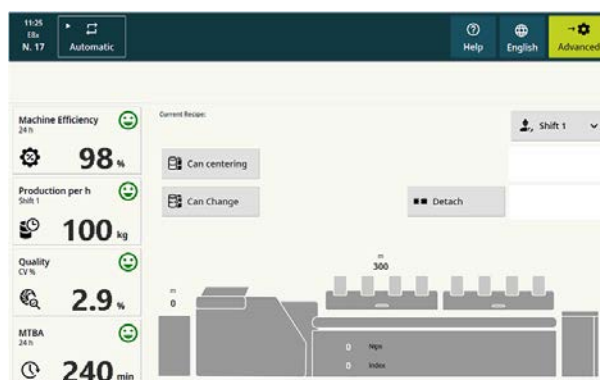 11:25
N. 17
Automatic
Help
English
Advanced
Machine Efficiency
24 h
98 %
Production per h
Shift 1
100 kg
Quality
CV %
2.9 %
MTBA
24 h
240 min
Current Recipe:
Shift 1
Can centering
Can Change
Detach
m
300
m
0
0 Nips
0 Index